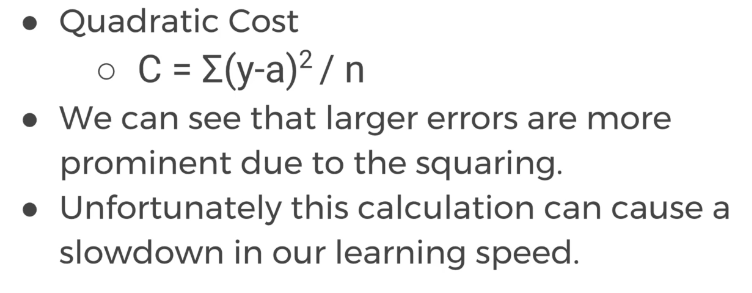 ● Quadratic Cost
○ C = Σ(y-a)² / n
● We can see that larger errors are more
prominent due to the squaring.
● Unfortunately this calculation can cause a
slowdown in our learning speed.